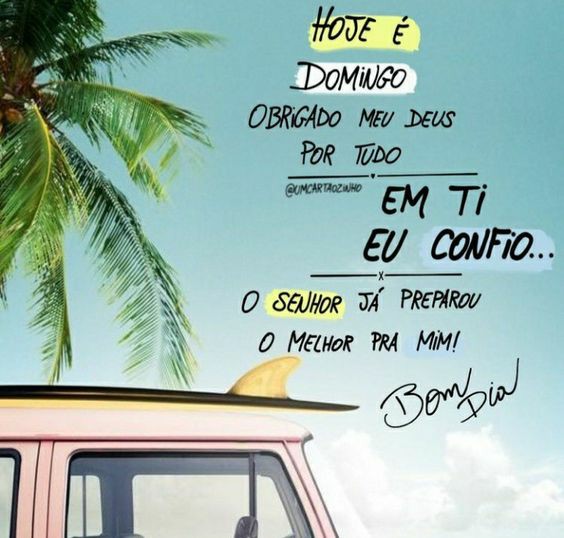 HOJE É
DOMINGO
OBRIGADO MEU DEUS
POR TUDO
@UMCARTAOZINHO
EM TI
EU CONFIO...
O SENHOR JÁ PREPAROU
O MELHOR PRA MIM!
Bom
Dia